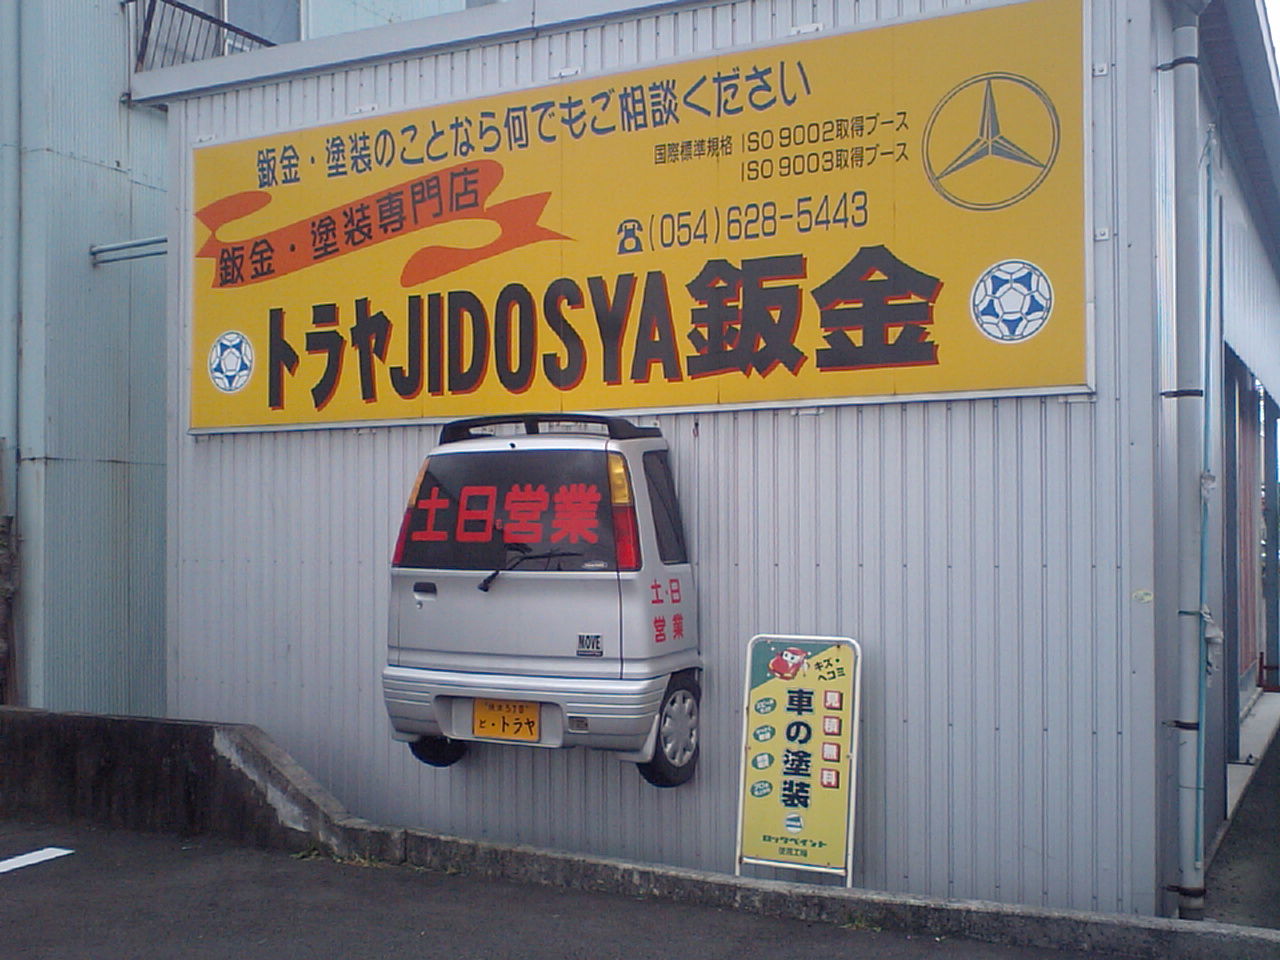 鈑金・塗装のことなら何でもご相談ください
国際標準規格 ISO 9002取得ブース
ISO 9003取得ブース
鈑金・塗装専門店
☎(054)628-5443
トラヤJIDOSYA鈑金
土日営業
土・日
営業
MOVE
ビ・トラヤ
キズ・
ヘコミ
車の塗装
見積無料
ロックペイント